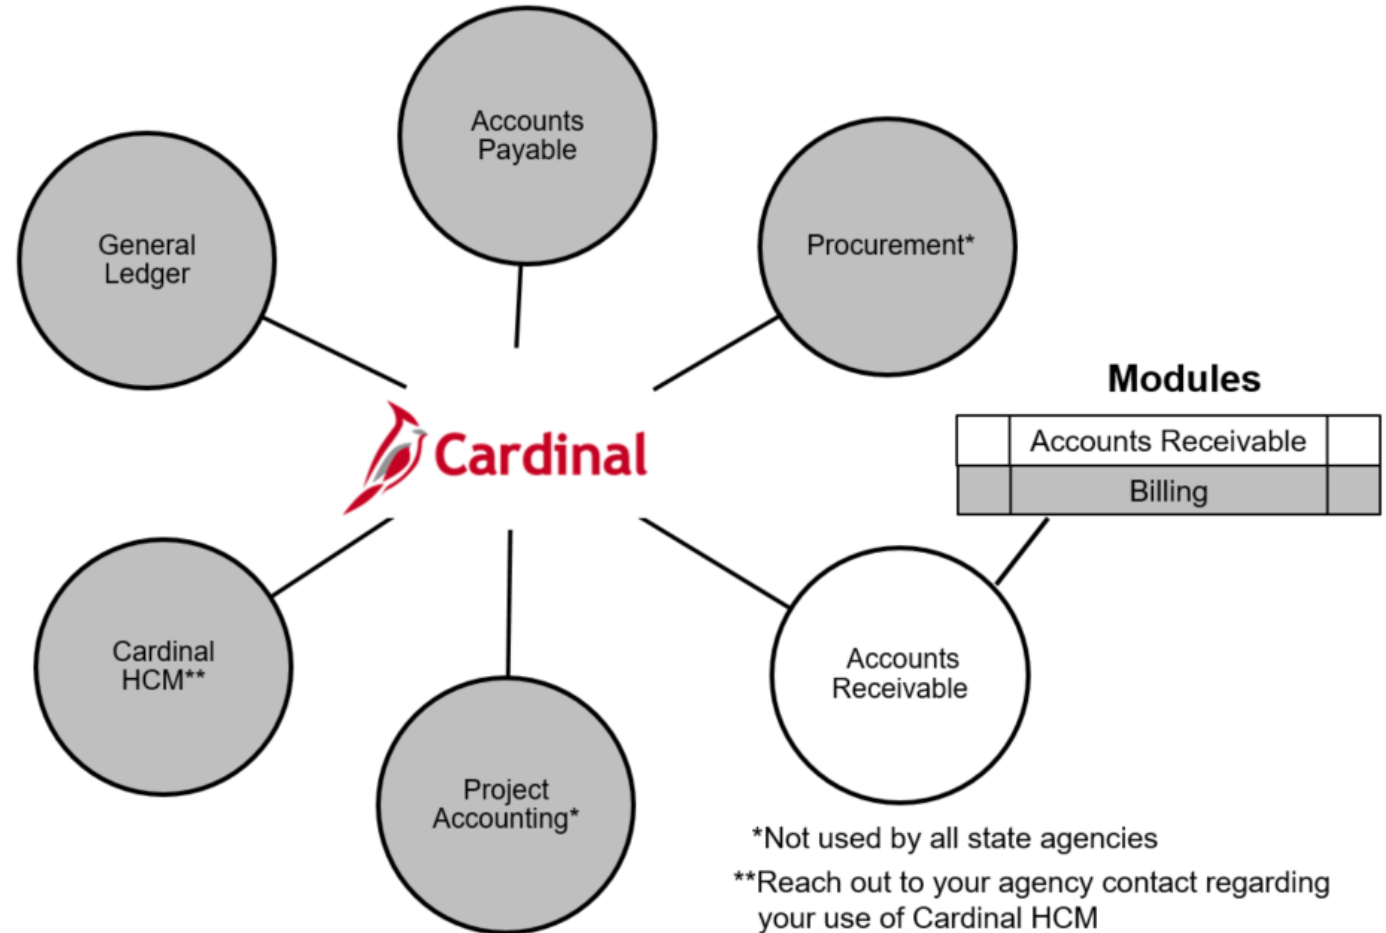 Accounts
Payable
General
Ledger
Procurement*
Modules
Accounts Receivable
Billing
Cardinal
Cardinal
HCM**
Accounts
Receivable
Project
Accounting*
*Not used by all state agencies
**Reach out to your agency contact regarding
your use of Cardinal HCM